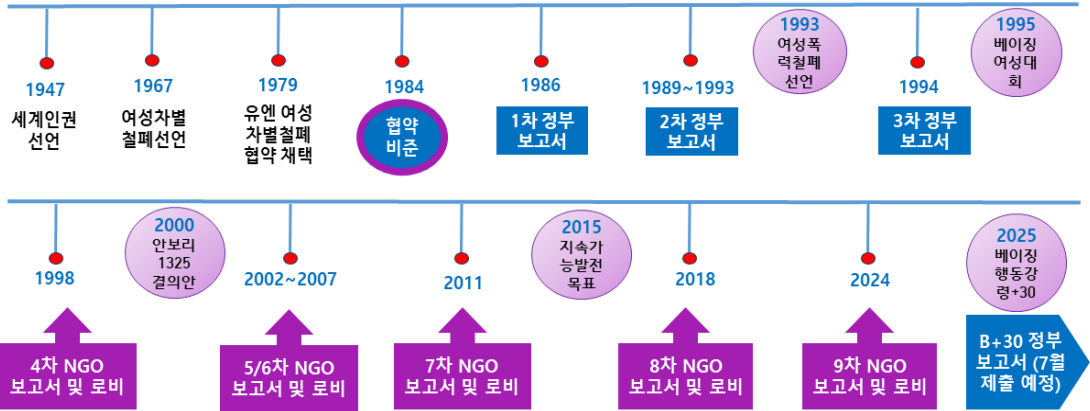 1947
세계인권
선언
1967
여성차별
철폐선언
1979
유엔 여성
차별철폐
협약 채택
1984
협약
비준
1986
1차 정부
보고서
1989~1993
2차 정부
보고서
1993
여성폭
력철폐
선언
1994
3차 정부
보고서
1995
베이징
여성대
회
1998
4차 NGO
보고서 및 로비
2000
안보리
1325
결의안
2002~2007
5/6차 NGO
보고서 및 로비
2011
7차 NGO
보고서 및 로비
2015
지속가
능발전
목표
2018
8차 NGO
보고서 및 로비
2024
9차 NGO
보고서 및 로비
2025
베이징
행동강
령+30
B+30 정부
보고서 (7월
제출 예정)